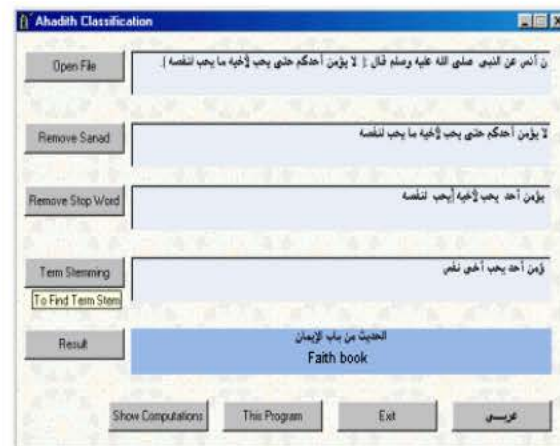 Ahadith Classification
Open File
ن أنس عن النبي صلى الله عليه وسلم قال :( لا يؤمن أحدكم حتى يحب لأخيه ما يحب لنفسه ).
Remove Sanad
لا يؤمن أحدكم حتى يحب لأخيه ما يحب لنفسه
Remove Stop Word
يؤمن أحد يحب لأخيه يحب لنفسه
Term Stemming
ؤمن أحد يحب أخي نفس
To Find Term Stem
Result
الحديث من باب الإيمان
Faith book
Show Computations
This Program
Exit
عربــي